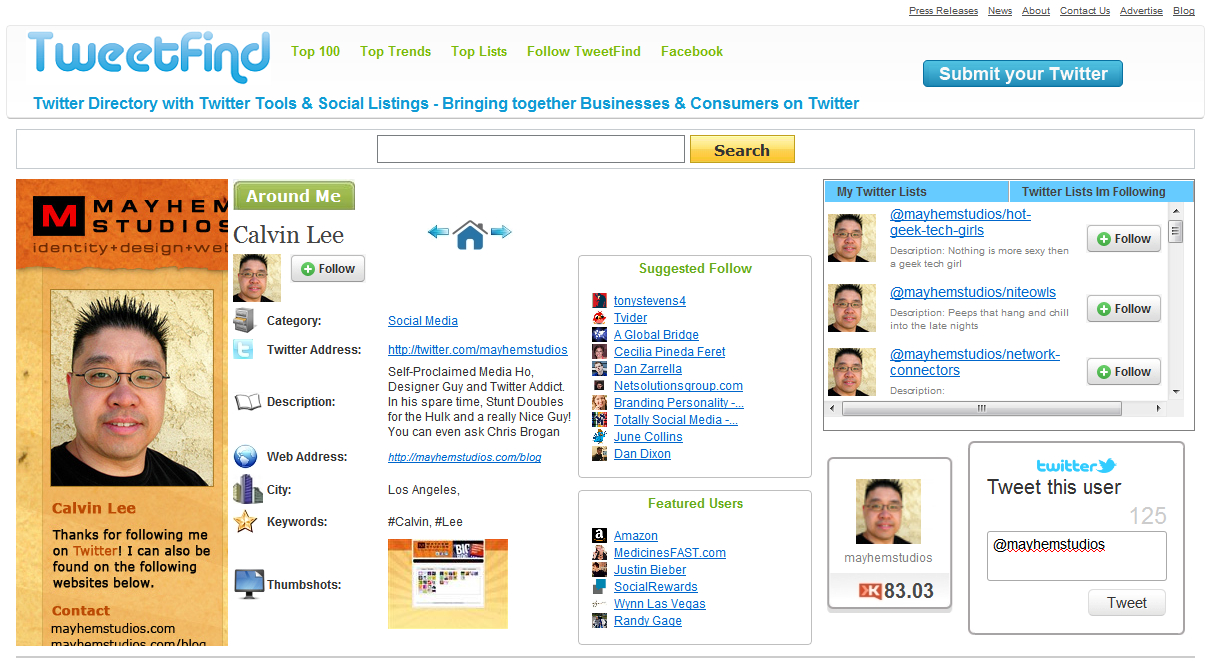 Press Releases News About Contact Us Advertise Blog
TweetFind
Top 100 Top Trends Top Lists Follow TweetFind Facebook
Submit your Twitter
Twitter Directory with Twitter Tools & Social Listings - Bringing together Businesses & Consumers on Twitter
Search
M MAYHEM
STUDIOS
identity+design+web
Calvin Lee
Thanks for following me
on Twitter! I can also be
found on the following
websites below.
Contact
mayhemstudios.com
mayhemstudios.com/blog
Around Me
Calvin Lee
Follow
Category: Social Media
Twitter Address: http://twitter.com/mayhemstudios
Description:
Self-Proclaimed Media Ho,
Designer Guy and Twitter Addict.
In his spare time, Stunt Doubles
for the Hulk and a really Nice Guy!
You can even ask Chris Brogan
Web Address: http://mayhemstudios.com/blog
City: Los Angeles,
Keywords: #Calvin, #Lee
Thumbshots:
BIG
Suggested Follow
tonystevens4
Tvider
A Global Bridge
Cecilia Pineda Feret
Dan Zarrella
Netsolutionsgroup.com
Branding Personality -...
Totally Social Media -...
June Collins
Dan Dixon
Featured Users
a Amazon
MedicinesFAST.com
Justin Bieber
SocialRewards
Wynn Las Vegas
Randy Gage
My Twitter Lists Twitter Lists Im Following
@mayhemstudios/hot-
geek-tech-girls
Description: Nothing is more sexy then
a geek tech girl
Follow
@mayhemstudios/niteowls
Description: Peeps that hang and chill
into the late nights
Follow
@mayhemstudios/network-
connectors
Description:
Follow
mayhemstudios
K 83.03
twitter
Tweet this user
125
@mayhemstudios
Tweet